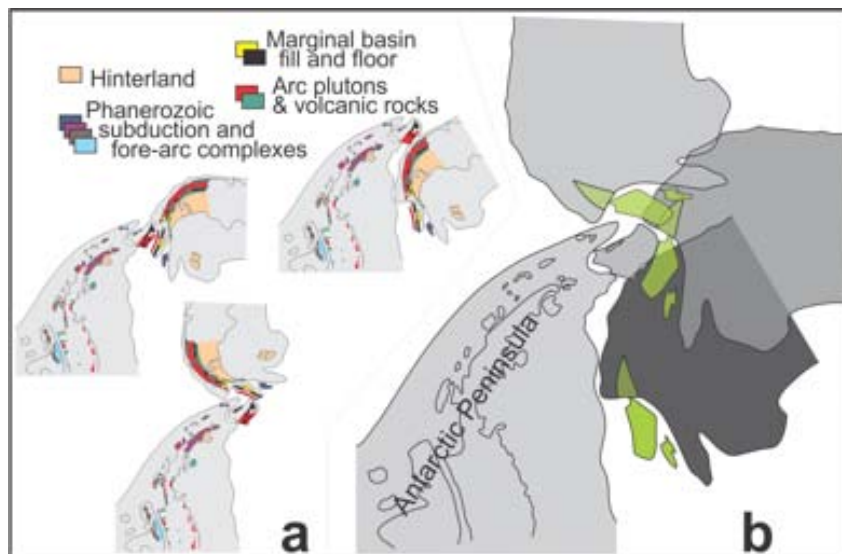 Hinterland
Phanerozoic
subduction and
fore-arc complexes
Marginal basin
fill and floor
Arc plutons
& volcanic rocks
a
Antarctic Peninsula
b